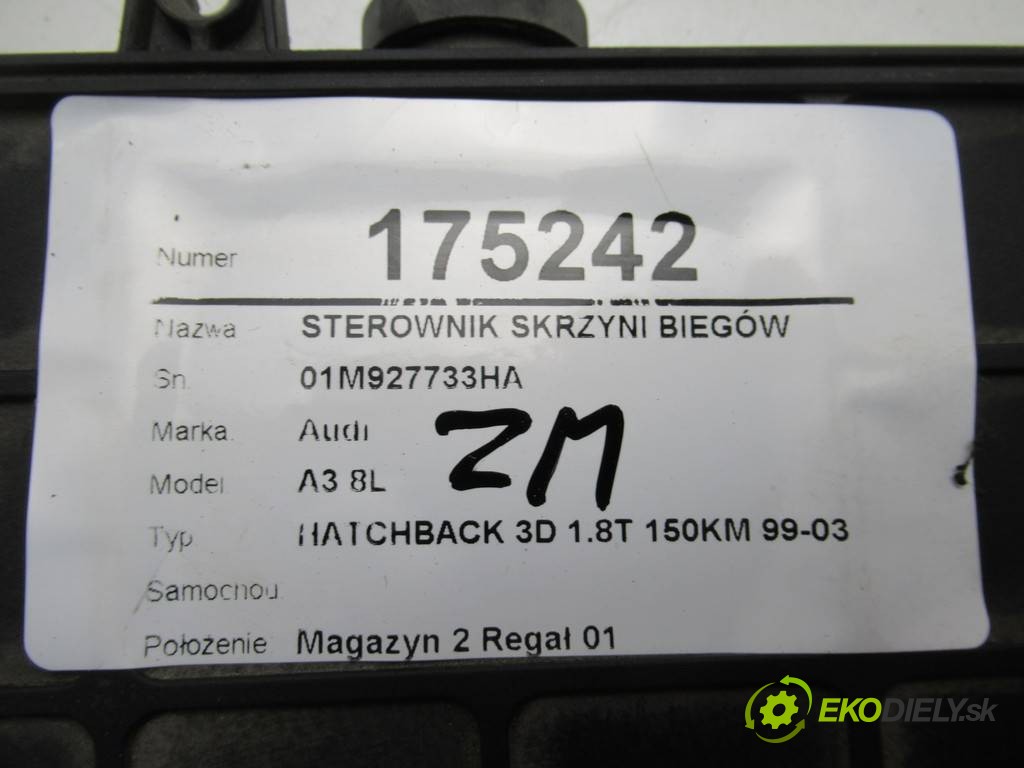 Numer 175242
Nazwa STEROWNIK SKRZYNI BIEGÓW
Sn. 01M927733HA
Marka. Audi
Model A3 8L
ZM
Typ HATCHBACK 3D 1.8T 150KM 99-03
Samochod
Położenie Magazyn 2 Regał 01
EKODIELY.sk